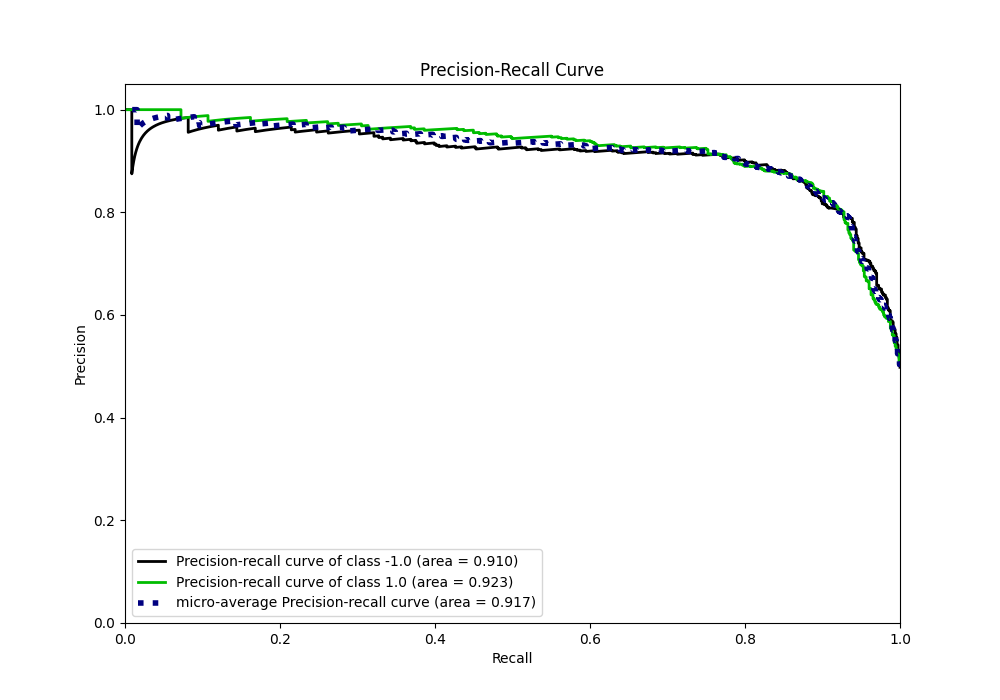 Precision-Recall Curve
1.0
0.8
0.6
0.4
0.2
0.0
Precision
Precision-recall curve of class -1.0 (area = 0.910)
Precision-recall curve of class 1.0 (area = 0.923)
micro-average Precision-recall curve (area = 0.917)
0.0 0.2 0.4 0.6 0.8 1.0
Recall